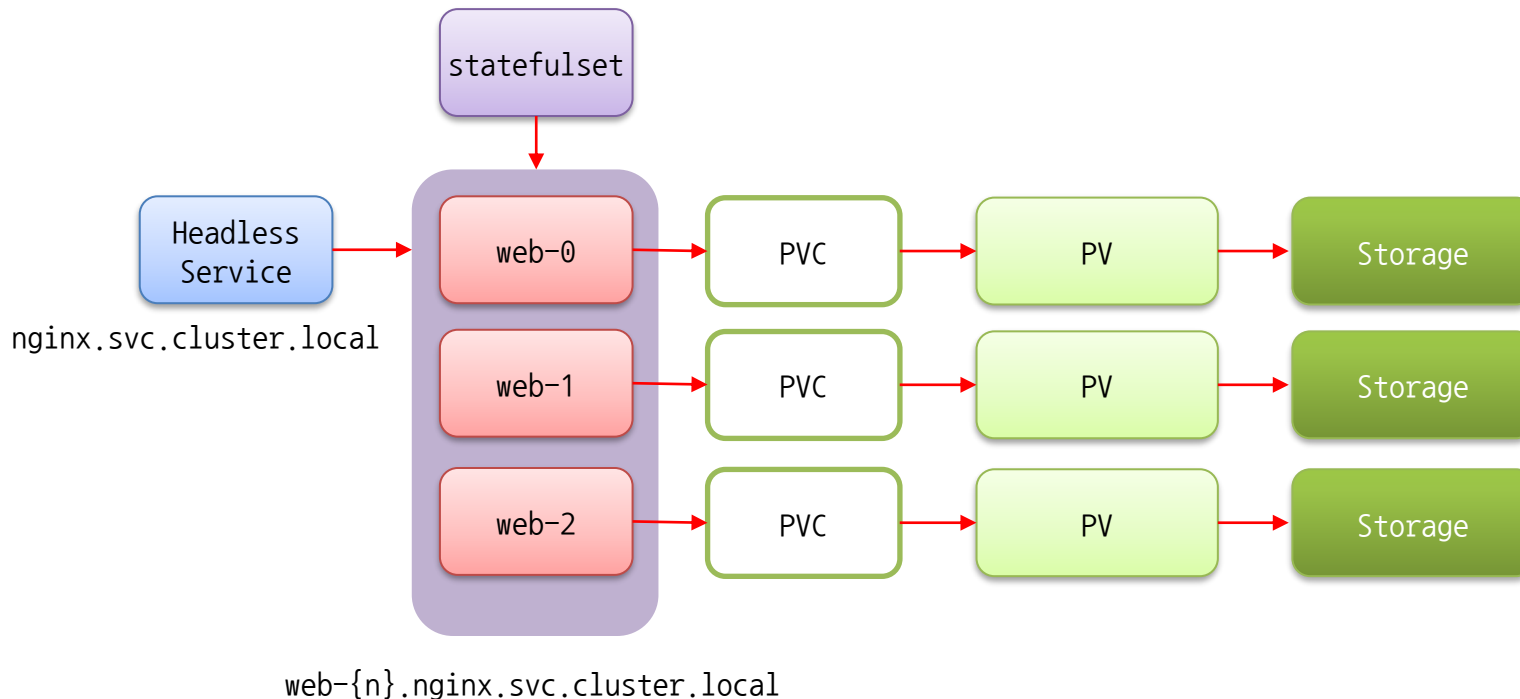 statefulset
Headless
Service
nginx.svc.cluster.local
web-0
PVC
PV
Storage
web-1
PVC
PV
Storage
web-2
PVC
PV
Storage
web-{n}.nginx.svc.cluster.local